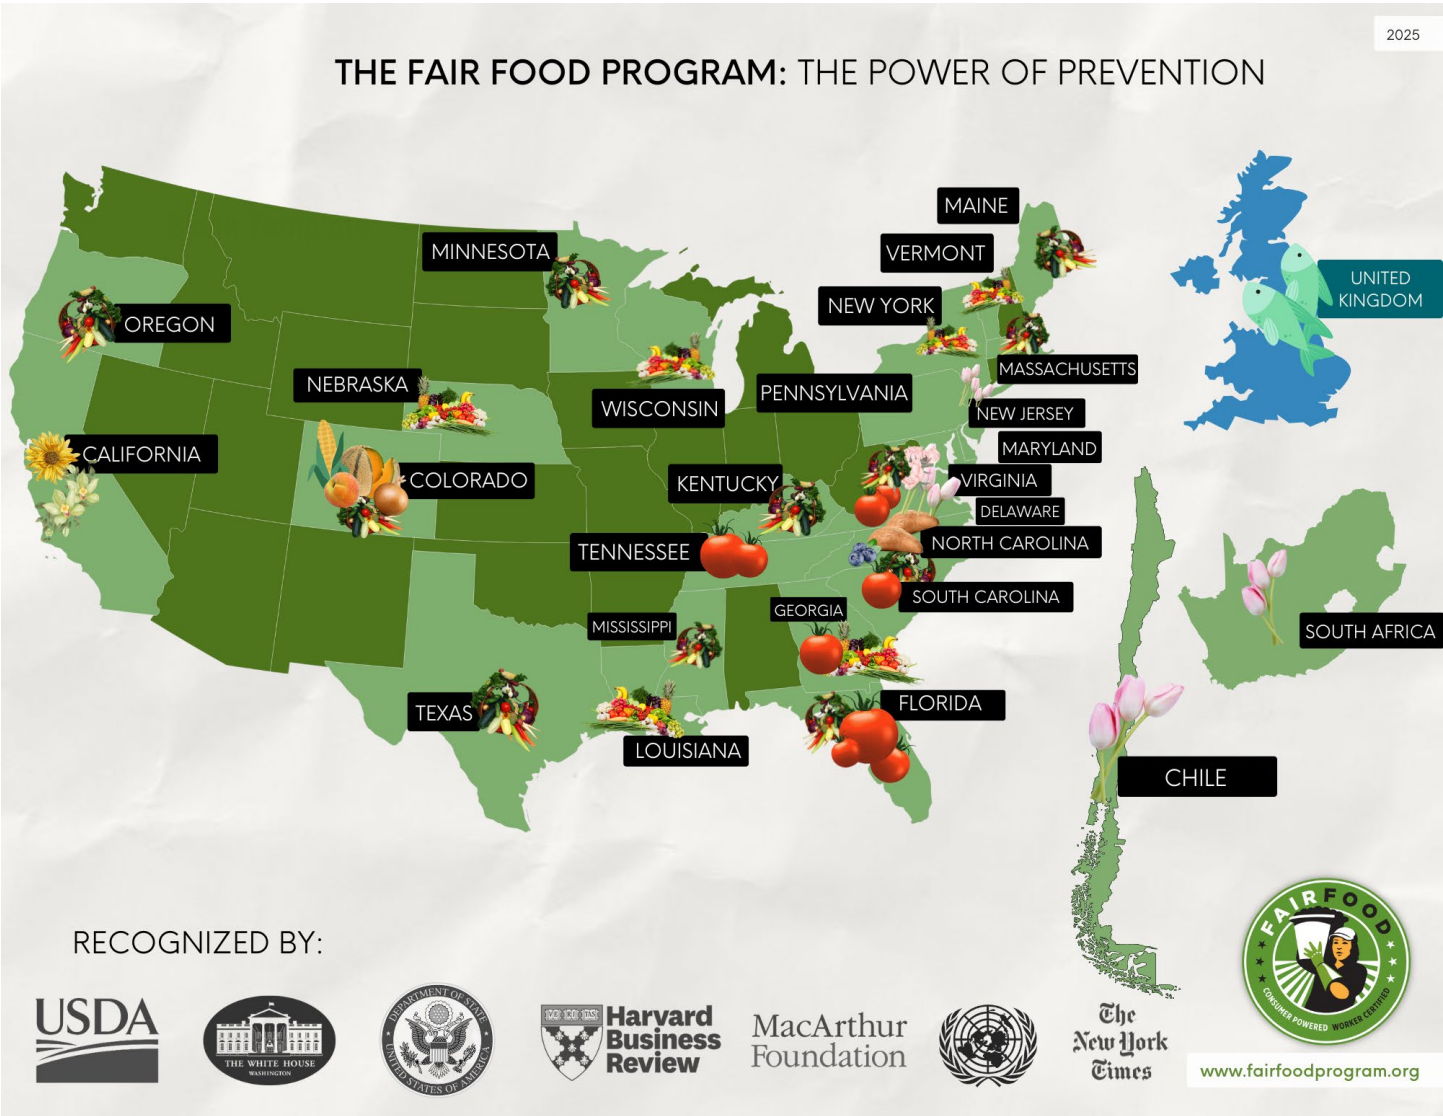 2025
THE FAIR FOOD PROGRAM: THE POWER OF PREVENTION
MAINE
MINNESOTA
VERMONT
UNITED
KINGDOM
NEW YORK
OREGON
MASSACHUSETTS
NEBRASKA
PENNSYLVANIA
WISCONSIN
NEW JERSEY
MARYLAND
CALIFORNIA
COLORADO
KENTUCKY
VIRGINIA
DELAWARE
NORTH CAROLINA
TENNESSEE
SOUTH CAROLINA
GEORGIA
MISSISSIPPI
SOUTH AFRICA
FLORIDA
TEXAS
LOUISIANA
CHILE
RECOGNIZED BY:
USDA
THE WHITE HOUSE
WASHINGTON
DEPARTMENT OF STATE
UNITED STATES OF AMERICA
Harvard
Business
Review
MacArthur
Foundation
The
New York
Times
FAIR FOOD
CONSUMER POWERED WORKER CERTIFIED
www.fairfoodprogram.org